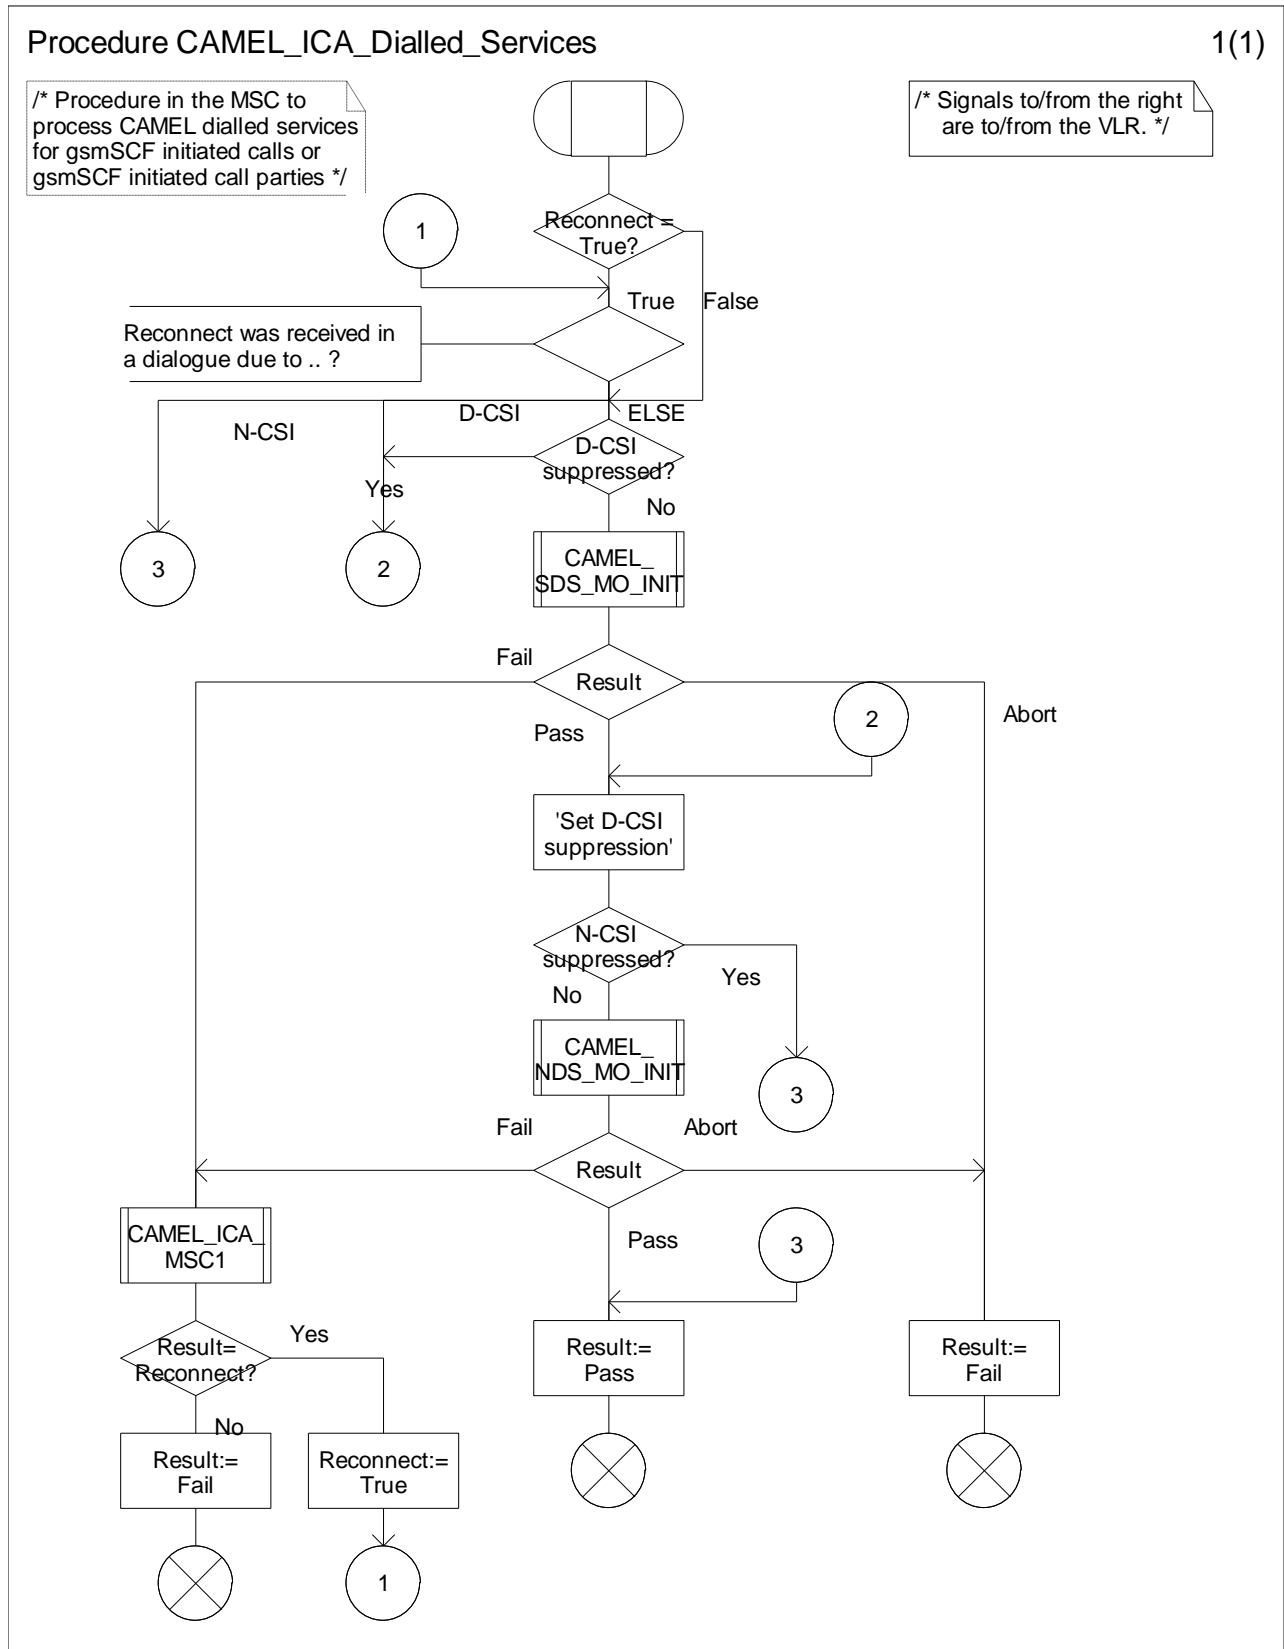 Procedure CAMEL_ICA_Dialled_Services
1(1)
/* Procedure in the MSC to
process CAMEL dialled services
for gsmSCF initiated calls or
gsmSCF initiated call parties */
/* Signals to/from the right
are to/from the VLR. */
1
Reconnect =
True?
True
False
Reconnect was received in
a dialogue due to .. ?
N-CSI
D-CSI
ELSE
D-CSI
suppressed?
Yes
No
3
2
CAMEL_
SDS_MO_INIT
Fail
Result
Abort
Pass
2
'Set D-CSI
suppression'
N-CSI
suppressed?
Yes
No
CAMEL_
NDS_MO_INIT
3
Fail
Abort
Result
Pass
3
CAMEL_ICA_
MSC1
Result=
Reconnect?
Yes
No
Result:=
Pass
Result:=
Fail
Result:=
Fail
Reconnect:=
True
1